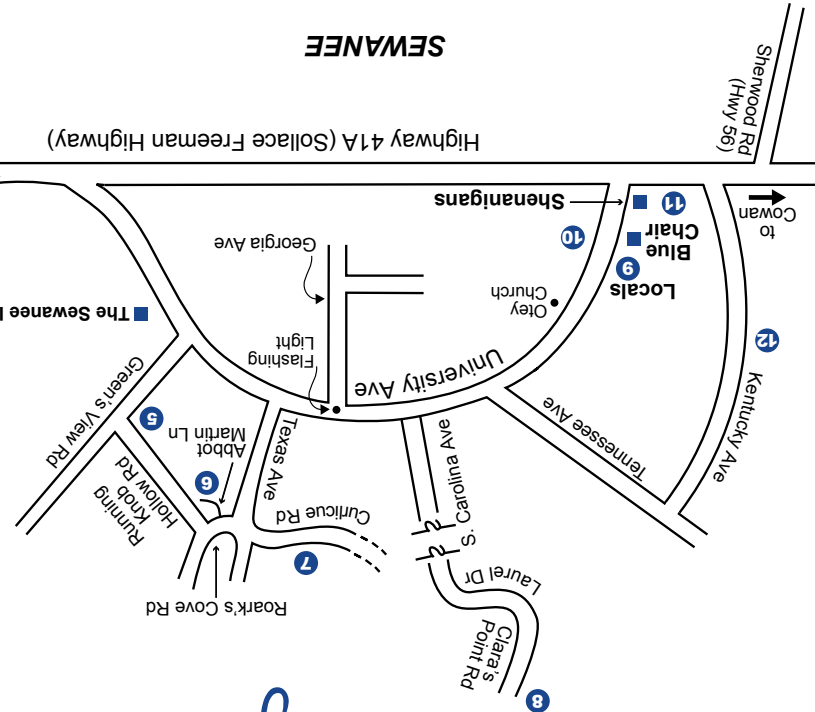 SEWANEE
Sherwood Rd
(Hwy 56)
Highway 41A (Sollace Freeman Highway)
to
Cowan
11
Shenanigans
Blue
Chair
10
9
Locals
Georgia Ave
Otey
Church
The Sewanee
12
Flashing
Light
University Ave
Kentucky Ave
Tennessee Ave
Green's View Rd
5
Abbot
Martin Ln
Texas Ave
S. Carolina Ave
6
Running
Knob
Hollow Rd
Curlicue Rd
7
Laurel Dr
Roark's Cove Rd
Clara's
Point Rd
8